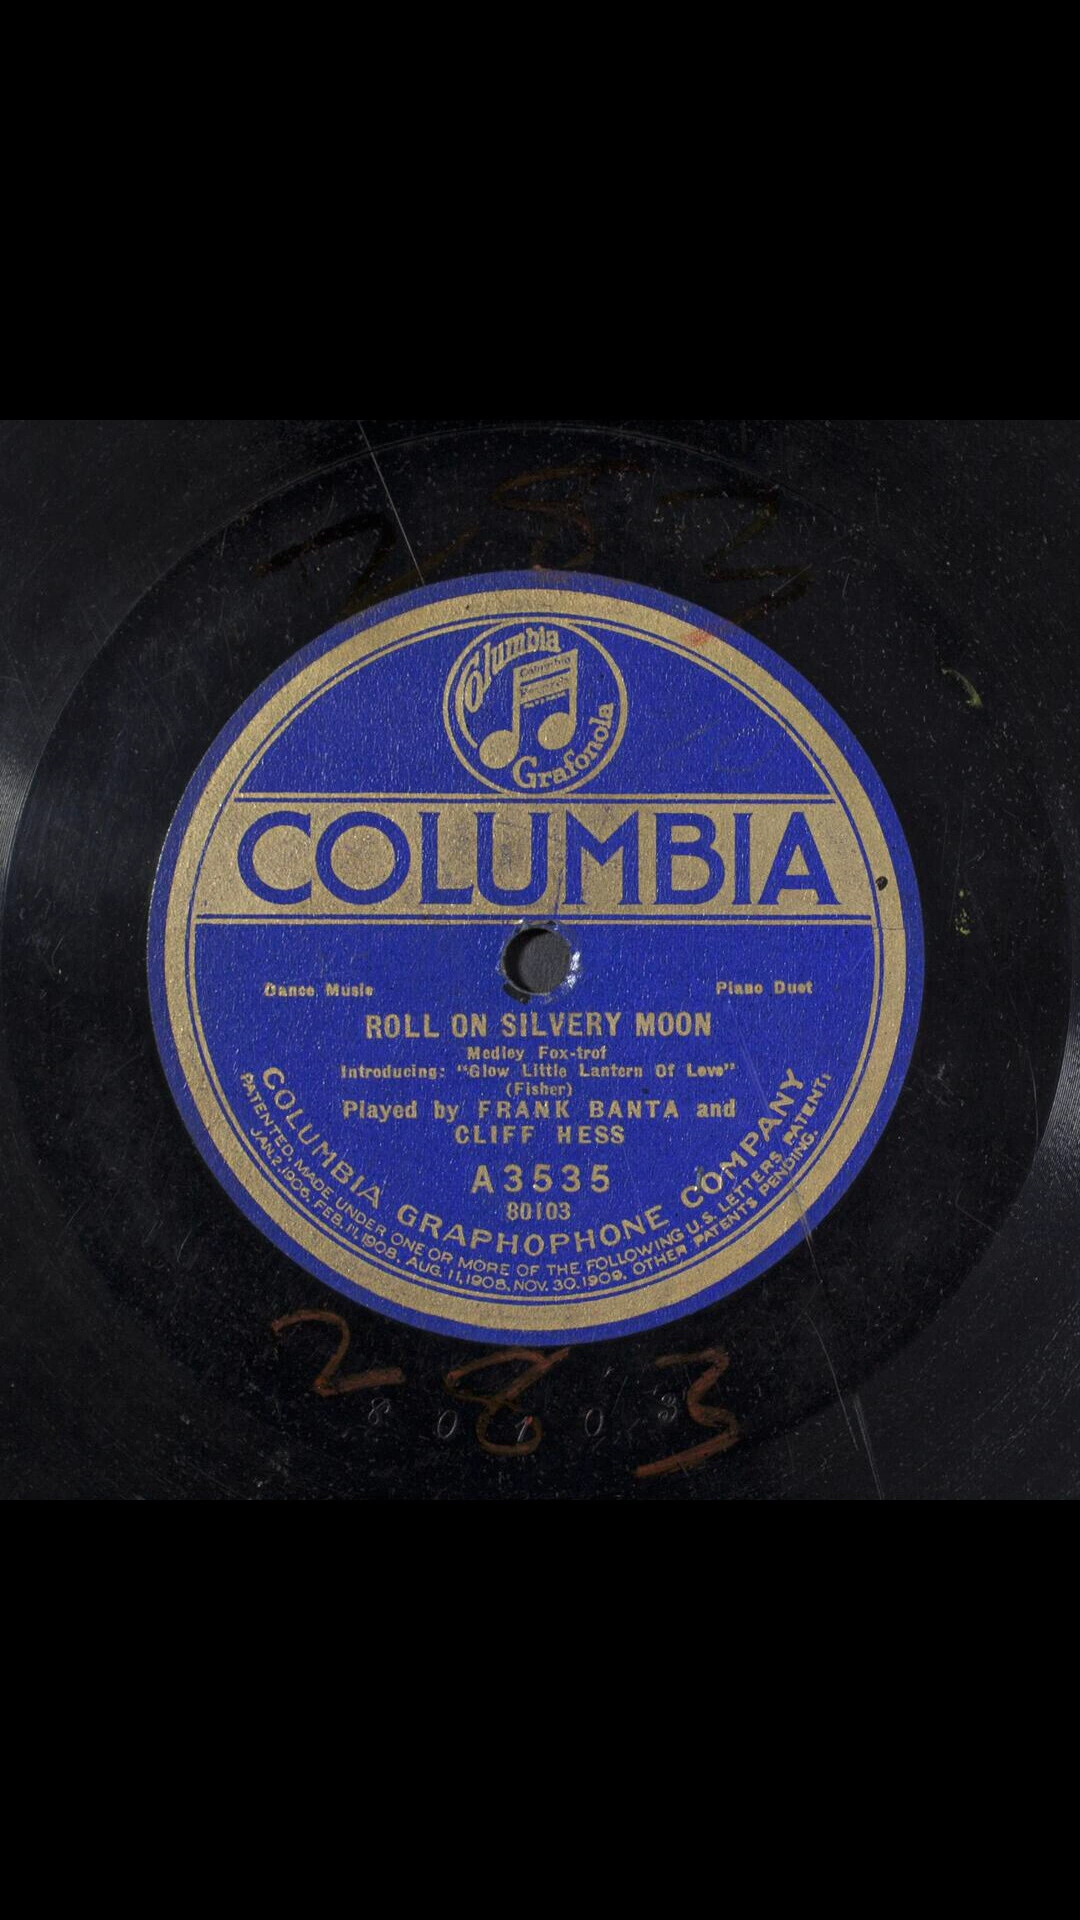 283
Columbia
Columbia
Records
Grafonola
COLUMBIA
Dance Music Piano Duet
ROLL ON SILVERY MOON
Medley Fox-trot
Introducing: "Glow Little Lantern Of Love"
(Fisher)
Played by FRANK BANTA and
CLIFF HESS
A3535
80103
COLUMBIA GRAPHOPHONE COMPANY
PATENTED, MADE UNDER ONE OR MORE OF THE FOLLOWING U.S. LETTERS PATENT:
JAN. 2, 1906, FEB. 11, 1908, AUG. 11, 1908, NOV. 30, 1909. OTHER PATENTS PENDING.
283
80103